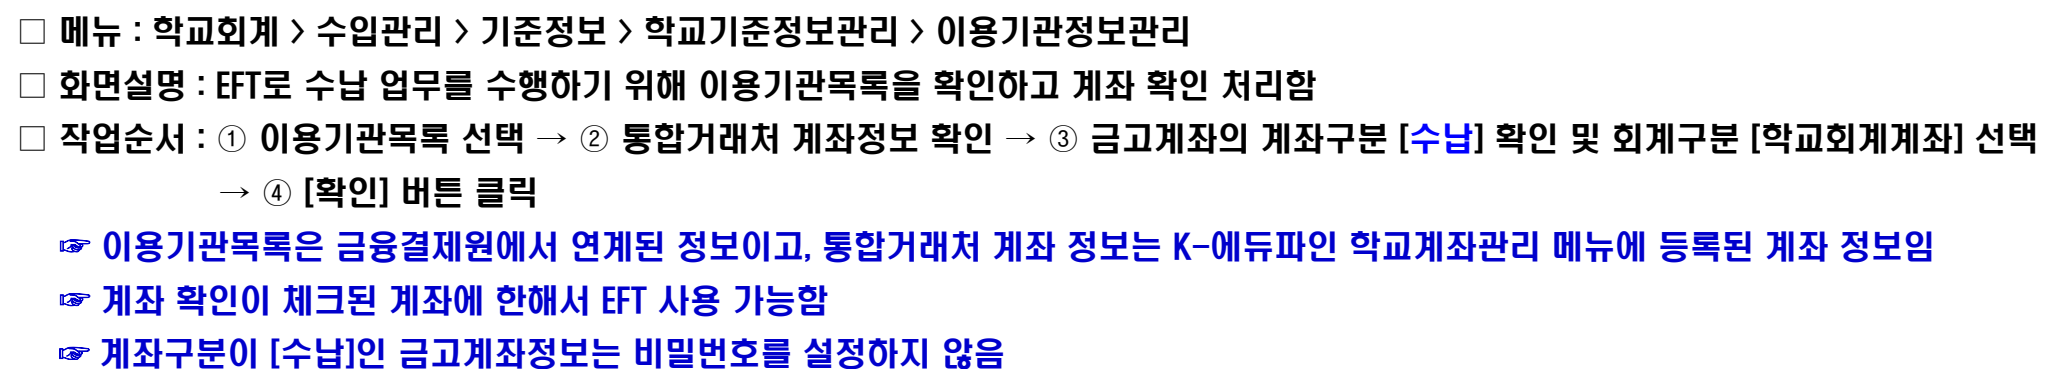 □ 메뉴 : 학교회계 > 수입관리 > 기준정보 > 학교기준정보관리 > 이용기관정보관리
□ 화면설명 : EFT로 수납 업무를 수행하기 위해 이용기관목록을 확인하고 계좌 확인 처리함
□ 작업순서 : ① 이용기관목록 선택 → ② 통합거래처 계좌정보 확인 → ③ 금고계좌의 계좌구분 [수납] 확인 및 회계구분 [학교회계계좌] 선택
→ ④ [확인] 버튼 클릭
☞ 이용기관목록은 금융결제원에서 연계된 정보이고, 통합거래처 계좌 정보는 K-에듀파인 학교계좌관리 메뉴에 등록된 계좌 정보임
☞ 계좌 확인이 체크된 계좌에 한해서 EFT 사용 가능함
☞ 계좌구분이 [수납]인 금고계좌정보는 비밀번호를 설정하지 않음